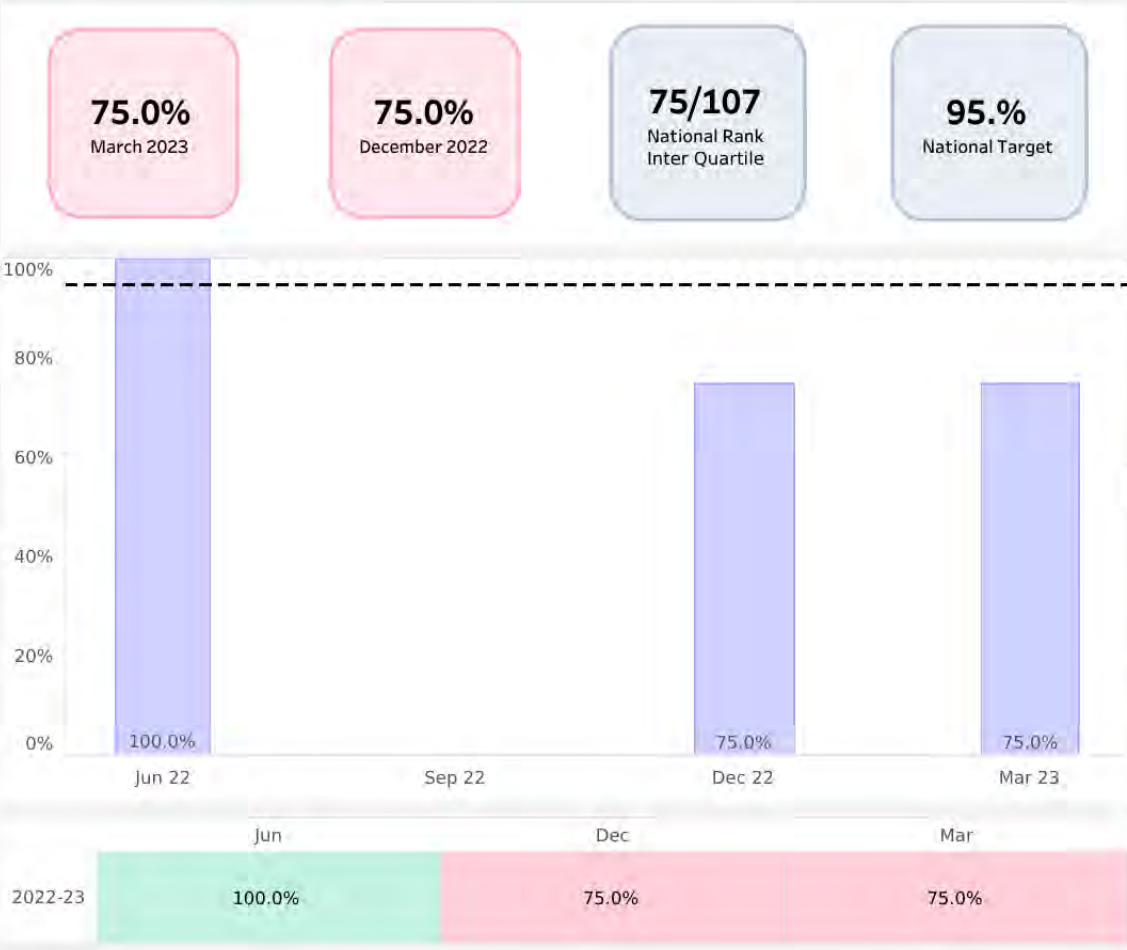 75.0%
March 2023
75.0%
December 2022
75/107
National Rank
Inter Quartile
95.%
National Target
100%
80%
60%
40%
20%
0%
100.0%
75.0%
75.0%
Jun 22
Sep 22
Dec 22
Mar 23
Jun
Dec
Mar
2022-23
100.0%
75.0%
75.0%